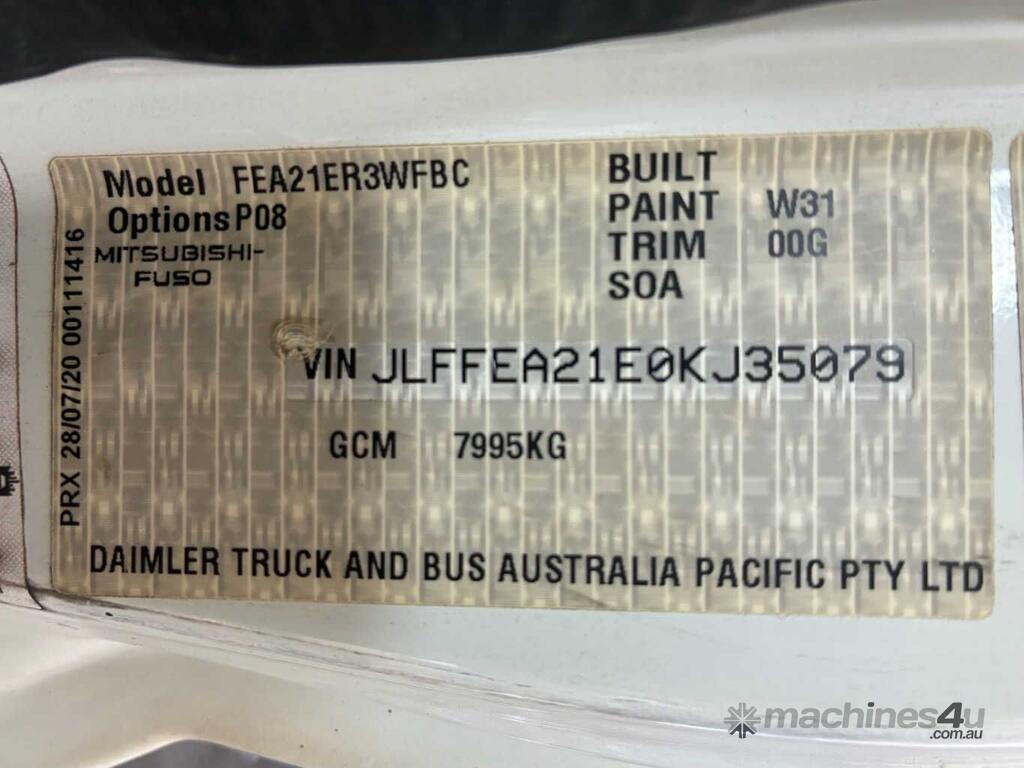 Model FEA21ER3WFBC
Options P08
MITSUBISHI-
FUSO
BUILT
PAINT W31
TRIM 00G
SOA
PRX 28/07/20 00111416
VIN JLFFEA21E0KJ35079
GCM 7995KG
DAIMLER TRUCK AND BUS AUSTRALIA PACIFIC PTY LTD
machines4u
.com.au